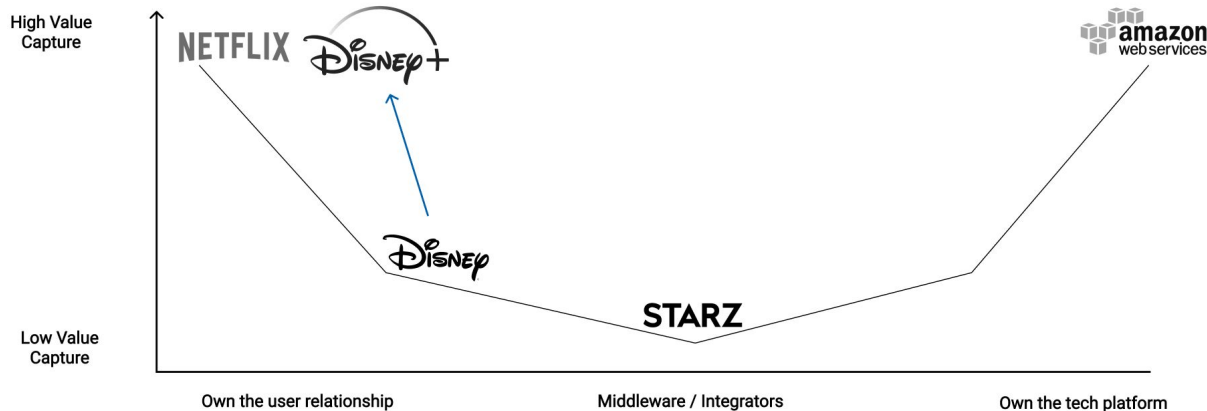 High Value
Capture
NETFLIX
Disney+
amazon
web services
Disney
STARZ
Low Value
Capture
Own the user relationship
Middleware / Integrators
Own the tech platform